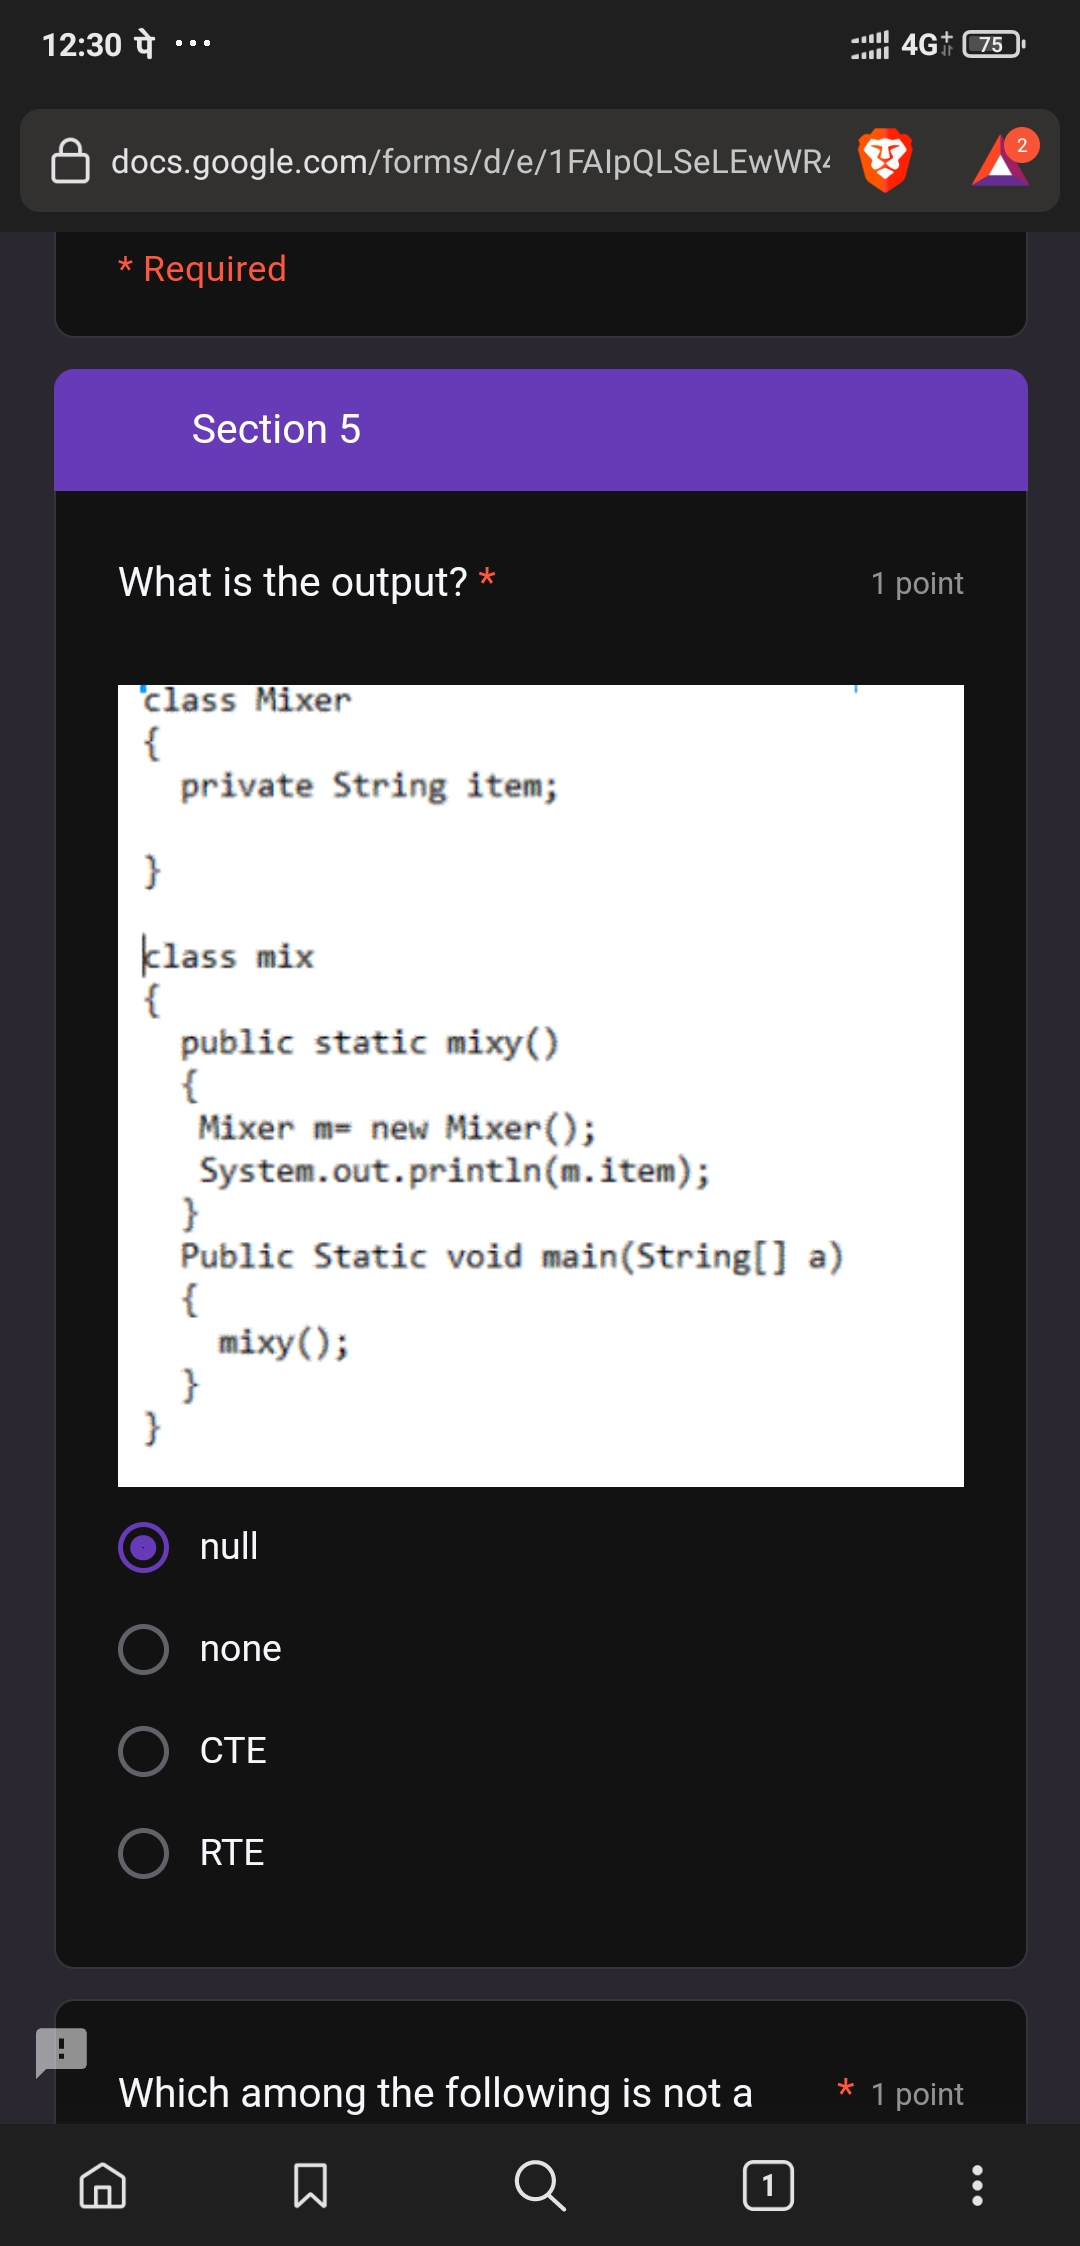 12:30 पे ...
4G+ 75
docs.google.com/forms/d/e/1FAIpQLSeLEwWR4
2
* Required
Section 5
What is the output? *
1 point
class Mixer
{
private String item;
}
class mix
{
public static mixy()
{
Mixer m= new Mixer();
System.out.println(m.item);
}
Public Static void main(String[] a)
{
mixy();
}
}
null
none
CTE
RTE
Which among the following is not a * 1 point
1